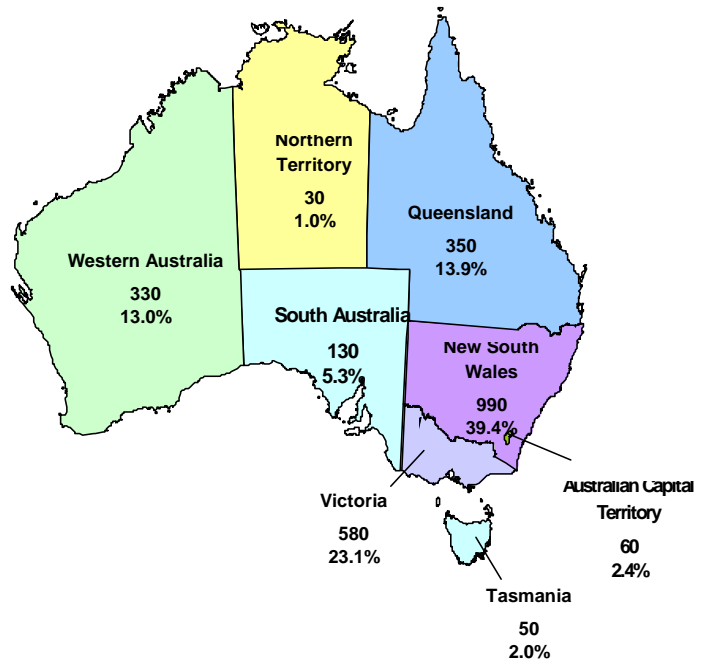 Northern
Territory
30
1.0%
Queensland
350
13.9%
Western Australia
330
13.0%
South Australia
130
5.3%
New South
Wales
990
39.4%
Victoria
580
23.1%
Australian Capital
Territory
60
2.4%
Tasmania
50
2.0%